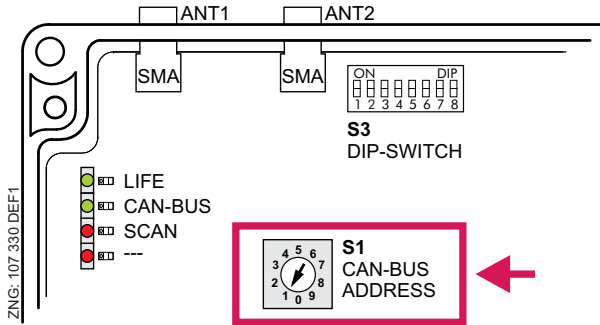 ANT1 ANT2
SMA SMA
ON DIP
1 2 3 4 5 6 7 8
S3
DIP-SWITCH
LIFE
CAN-BUS
SCAN
---
ZNG: 107 330 DEF1
0 1 2 3 4 5 6 7 8 9
S1
CAN-BUS
ADDRESS